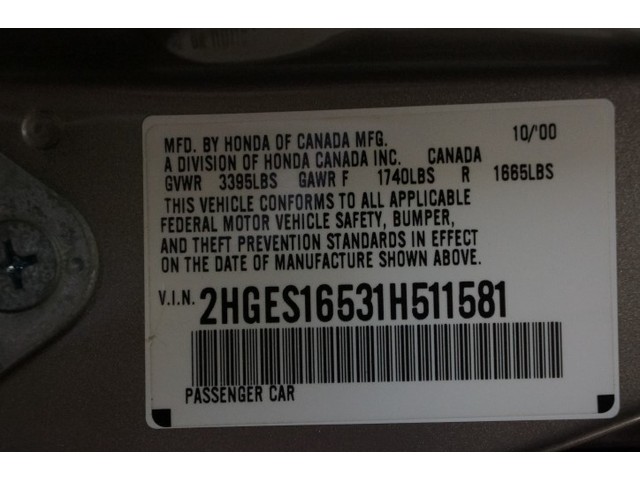 MFD. BY HONDA OF CANADA MFG. 10/'00
A DIVISION OF HONDA CANADA INC. CANADA
GVWR 3395LBS GAWR F 1740LBS R 1665LBS
THIS VEHICLE CONFORMS TO ALL APPLICABLE
FEDERAL MOTOR VEHICLE SAFETY, BUMPER,
AND THEFT PREVENTION STANDARDS IN EFFECT
ON THE DATE OF MANUFACTURE SHOWN ABOVE.
V.I.N. 2HGES16531H511581
PASSENGER CAR